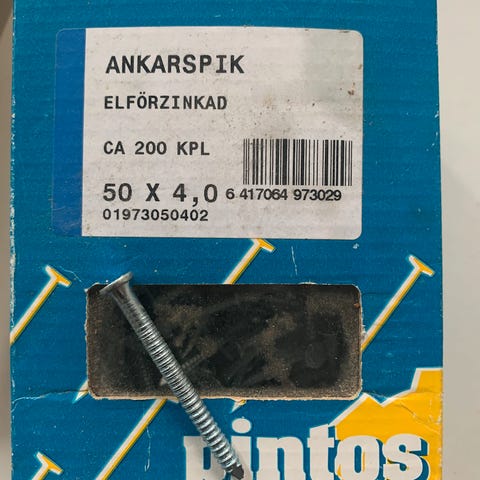 ANKARSPIK
ELFÖRZINKAD
CA 200 KPL
50 X 4,0
6 417064 973029
01973050402
pintos